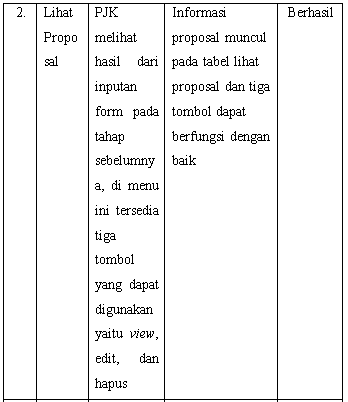 2. Lihat PJK Informasi Berhasil
Propo melihat proposal muncul
sal hasil dari pada tabel lihat
inputan proposal dan tiga
form pada tombol dapat
tahap berfungsi dengan
sebelumny baik
a, di menu
ini tersedia
tiga
tombol
yang dapat
digunakan
yaitu view,
edit, dan
hapus